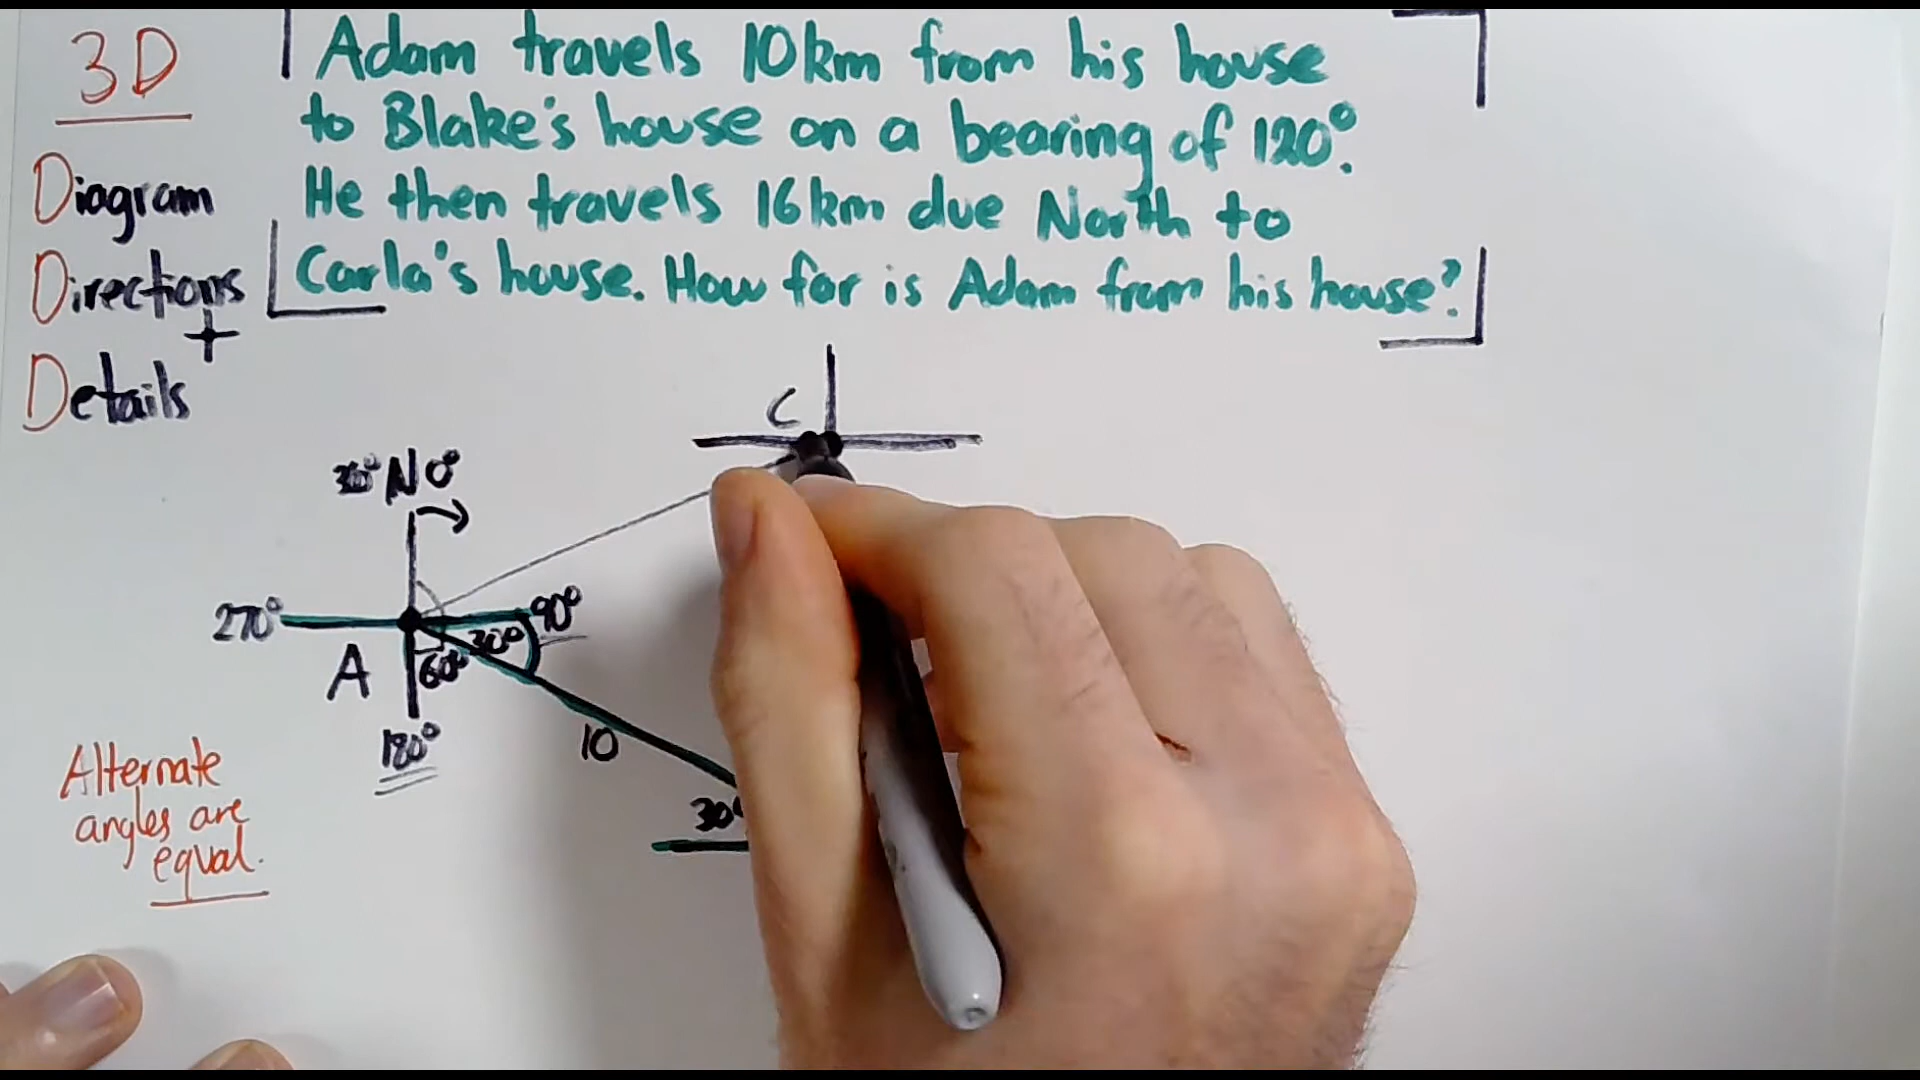 3D
Diagram
Directions
+
Details
Adam travels 10km from his house
to Blake's house on a bearing of 120°.
He then travels 16km due North to
Carla's house. How far is Adam from his house?
C
N 0°
270°
90°
30°
60°
A
180°
10
30°
Alternate
angles are
equal.